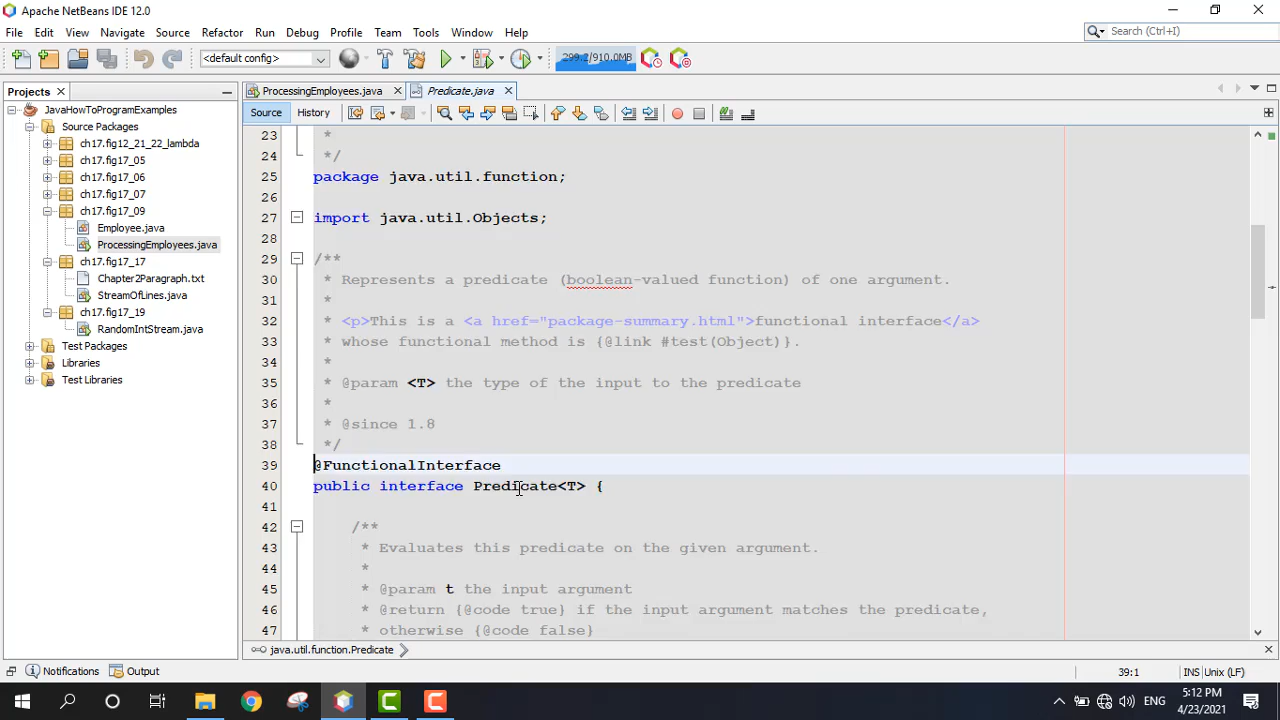 Apache NetBeans IDE 12.0
File Edit View Navigate Source Refactor Run Debug Profile Team Tools Window Help
Search (Ctrl+I)
<default config>
299.2/910.0MB
Projects
ProcessingEmployees.java
Predicate.java
Source History
JavaHowToProgramExamples
Source Packages
ch17.fig12_21_22_lambda
ch17.fig17_05
ch17.fig17_06
ch17.fig17_07
ch17.fig17_09
Employee.java
ProcessingEmployees.java
ch17.fig17_17
Chapter2Paragraph.txt
StreamOfLines.java
ch17.fig17_19
RandomIntStream.java
Test Packages
Libraries
Test Libraries
23 *
24 */
25 package java.util.function;
26
27 import java.util.Objects;
28
29 /**
30 * Represents a predicate (boolean-valued function) of one argument.
31 *
32 * <p>This is a <a href="package-summary.html">functional interface</a>
33 * whose functional method is {@link #test(Object)}.
34 *
35 * @param <T> the type of the input to the predicate
36 *
37 * @since 1.8
38 */
39 @FunctionalInterface
40 public interface Predicate<T> {
41
42 /**
43 * Evaluates this predicate on the given argument.
44 *
45 * @param t the input argument
46 * @return {@code true} if the input argument matches the predicate,
47 * otherwise {@code false}
java.util.function.Predicate
Notifications Output
39:1 INS Unix (LF)
ENG
5:12 PM
4/23/2021